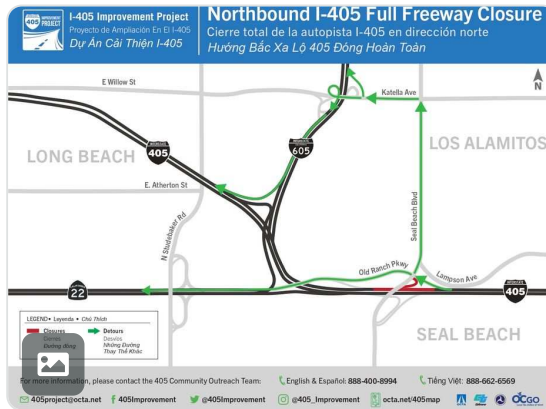 I-405 Improvement Project
Proyecto de Ampliación En El I-405
Dự Án Cải Thiện I-405
Northbound I-405 Full Freeway Closure
Cierre total de la autopista I-405 en dirección norte
Hướng Bắc Xa Lộ 405 Đóng Hoàn Toàn
E Willow St
Katella Ave
N
LONG BEACH
405
605
LOS ALAMITOS
E. Atherton St
N Studebaker Rd
Seal Beach Blvd
Old Ranch Pkwy
Lampson Ave
22
405
SEAL BEACH
LEGEND • Leyenda • Chú Thích
Closures
Cierres
Đường đóng
Detours
Desvíos
Những Đường
Thay Thế Khác
For more information, please contact the 405 Community Outreach Team:
English & Español: 888-400-8994
Tiếng Việt: 888-662-6569
405project@octa.net
405Improvement
@405Improvement
@405_Improvement
octa.net/405map
OCGO